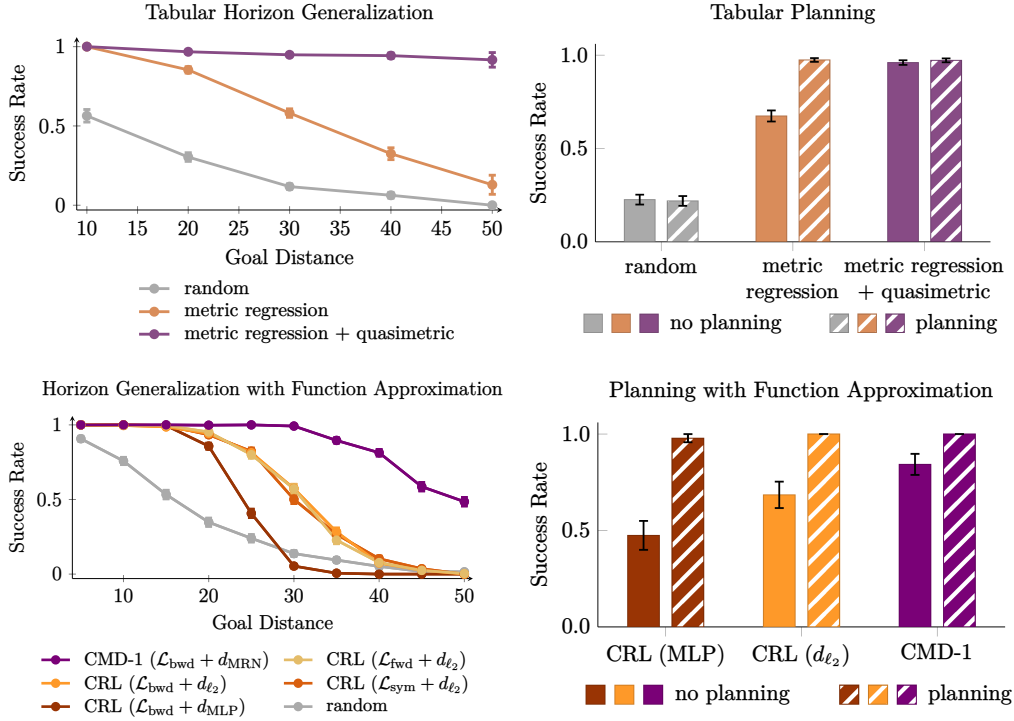 Tabular Horizon Generalization
1
0.5
0
Success Rate
10 15 20 25 30 35 40 45 50
Goal Distance
random
metric regression
metric regression + quasimetric
Tabular Planning
1.0
0.5
0.0
Success Rate
random
metric
regression
metric regression
+ quasimetric
no planning
planning
Horizon Generalization with Function Approximation
1
0.5
0
Success Rate
10 20 30 40 50
Goal Distance
CMD-1 (ℒ_bwd + d_MRN)
CRL (ℒ_bwd + d_ℓ₂)
CRL (ℒ_bwd + d_MLP)
CRL (ℒ_fwd + d_ℓ₂)
CRL (ℒ_sym + d_ℓ₂)
random
Planning with Function Approximation
1.0
0.5
0.0
Success Rate
CRL (MLP)
CRL (d_ℓ₂)
CMD-1
no planning
planning